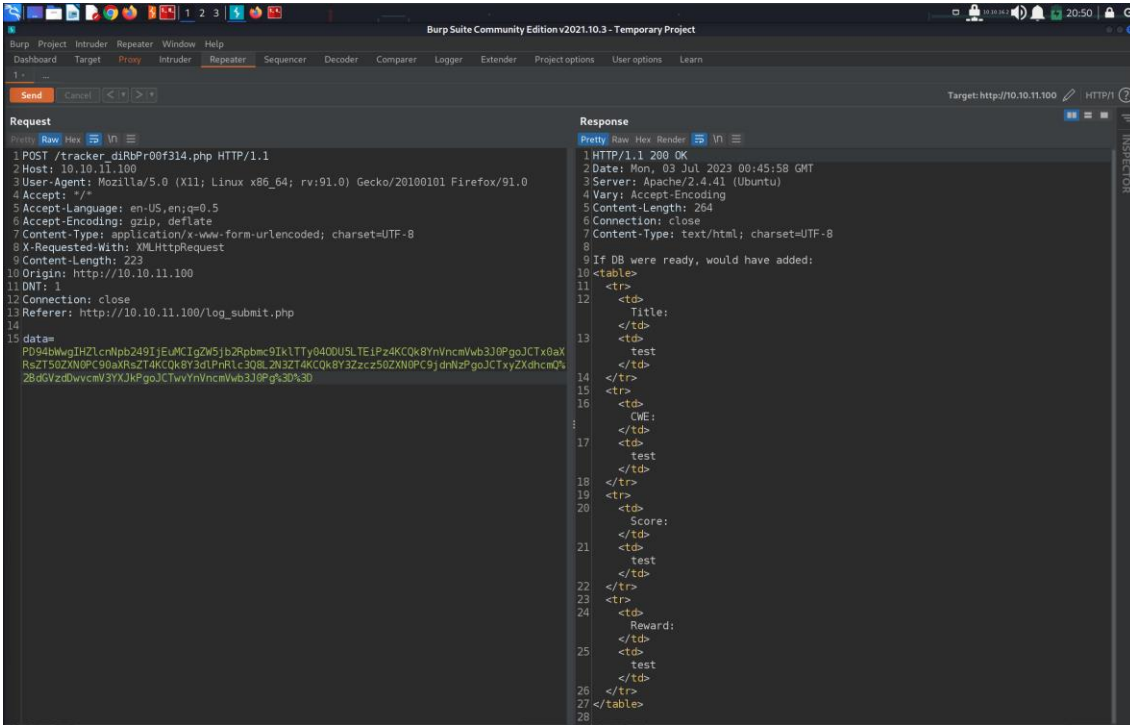 1 2 3
20:50
Burp Suite Community Edition v2021.10.3 - Temporary Project
Burp Project Intruder Repeater Window Help
Dashboard Target Proxy Intruder Repeater Sequencer Decoder Comparer Logger Extender Project options User options Learn
1 × ...
Send Cancel < > Target: http://10.10.11.100 HTTP/1
Request
Pretty Raw Hex \n
1 POST /tracker_diRbPr00f314.php HTTP/1.1
2 Host: 10.10.11.100
3 User-Agent: Mozilla/5.0 (X11; Linux x86_64; rv:91.0) Gecko/20100101 Firefox/91.0
4 Accept: */*
5 Accept-Language: en-US,en;q=0.5
6 Accept-Encoding: gzip, deflate
7 Content-Type: application/x-www-form-urlencoded; charset=UTF-8
8 X-Requested-With: XMLHttpRequest
9 Content-Length: 223
10 Origin: http://10.10.11.100
11 DNT: 1
12 Connection: close
13 Referer: http://10.10.11.100/log_submit.php
14
15 data=
PD94bWwgIHZlcnNpb249IjEuMCIgZW5jb2Rpbmc9IklTTy04ODU5LTEiPz4KCQk8YnVncmVwb3J0PgoJCTx0aX
RsZT50ZXN0PC90aXRsZT4KCQk8Y3dlPnRlc3Q8L2N3ZT4KCQk8Y3Zzcz50ZXN0PC9jdnNzPgoJCTxyZXdhcmQ%
2BdGVzdDwvcmV3YXJkPgoJCTwvYnVncmVwb3J0Pg%3D%3D
Response
Pretty Raw Hex Render \n
1 HTTP/1.1 200 OK
2 Date: Mon, 03 Jul 2023 00:45:58 GMT
3 Server: Apache/2.4.41 (Ubuntu)
4 Vary: Accept-Encoding
5 Content-Length: 264
6 Connection: close
7 Content-Type: text/html; charset=UTF-8
8
9 If DB were ready, would have added:
10 <table>
11 <tr>
12 <td>
Title:
</td>
13 <td>
test
</td>
14 </tr>
15 <tr>
16 <td>
CWE:
</td>
17 <td>
test
</td>
18 </tr>
19 <tr>
20 <td>
Score:
</td>
21 <td>
test
</td>
22 </tr>
23 <tr>
24 <td>
Reward:
</td>
25 <td>
test
</td>
26 </tr>
27 </table>
28
INSPECTOR